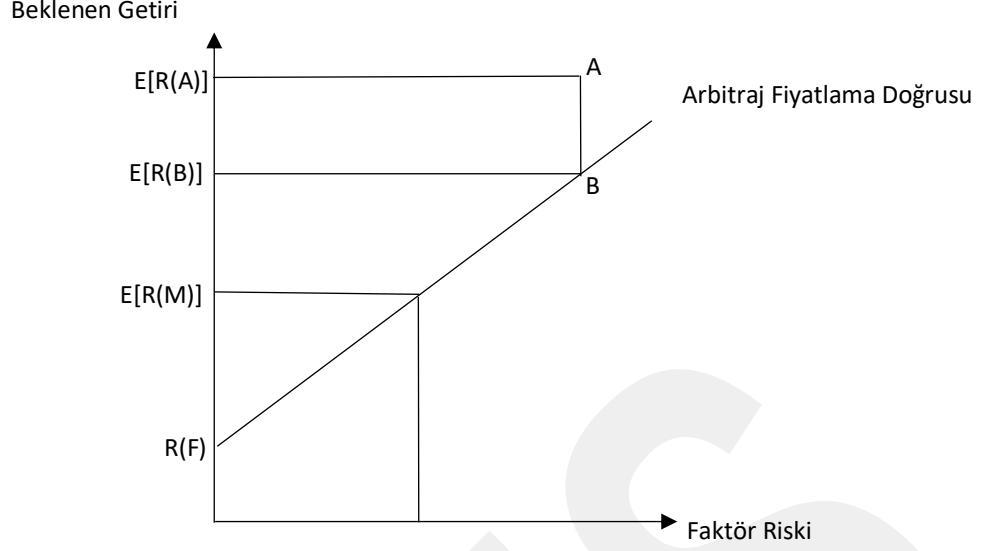 Beklenen Getiri
E[R(A)]
A
Arbitraj Fiyatlama Doğrusu
E[R(B)]
B
E[R(M)]
R(F)
Faktör Riski